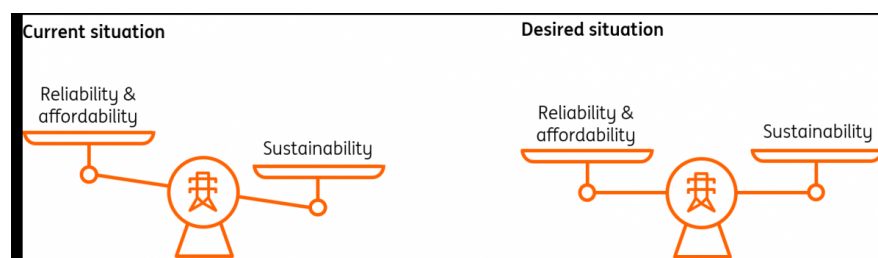 Current situation
Reliability &
affordability
Sustainability
Desired situation
Reliability &
affordability
Sustainability